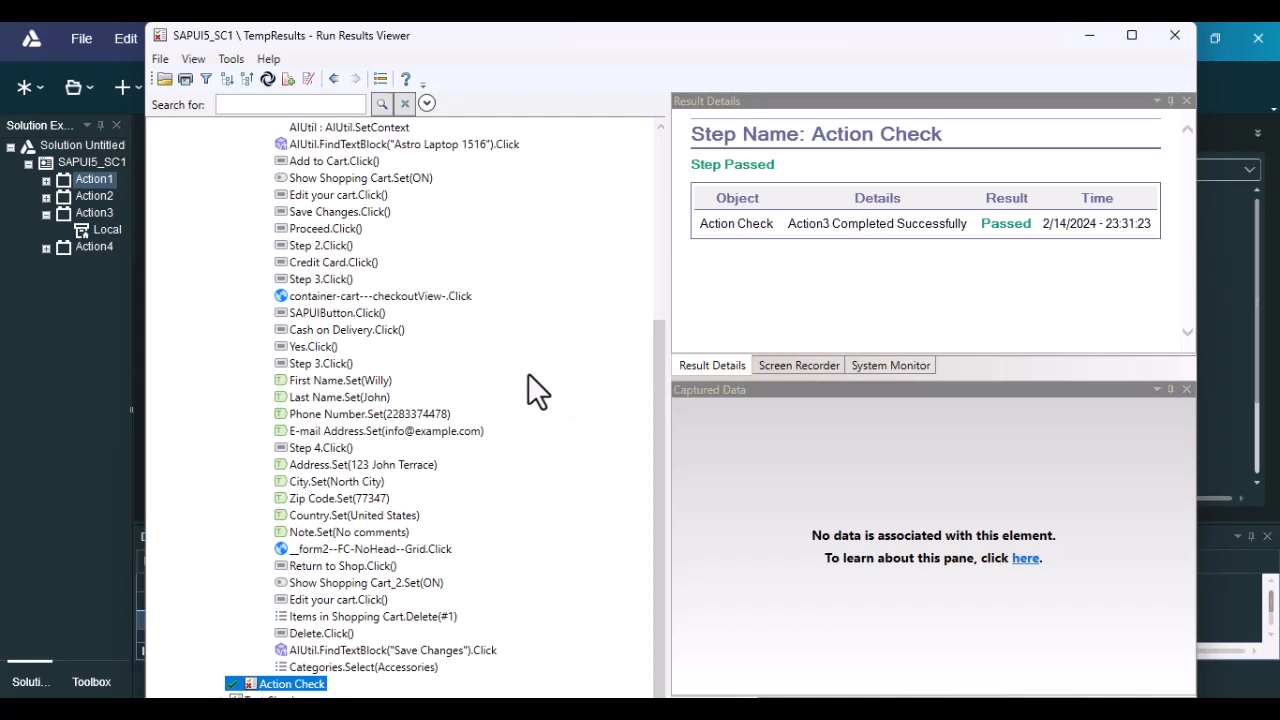 File Edit
SAPUI5_SC1 \ TempResults - Run Results Viewer
File View Tools Help
Search for:
Solution Ex...
Solution Untitled
SAPUI5_SC1
Action1
Action2
Action3
Local
Action4
Soluti... Toolbox
AIUtil : AIUtil.SetContext
AIUtil.FindTextBlock("Astro Laptop 1516").Click
Add to Cart.Click()
Show Shopping Cart.Set(ON)
Edit your cart.Click()
Save Changes.Click()
Proceed.Click()
Step 2.Click()
Credit Card.Click()
Step 3.Click()
container-cart---checkoutView-.Click
SAPUIButton.Click()
Cash on Delivery.Click()
Yes.Click()
Step 3.Click()
First Name.Set(Willy)
Last Name.Set(John)
Phone Number.Set(2283374478)
E-mail Address.Set(info@example.com)
Step 4.Click()
Address.Set(123 John Terrace)
City.Set(North City)
Zip Code.Set(77347)
Country.Set(United States)
Note.Set(No comments)
__form2--FC-NoHead--Grid.Click
Return to Shop.Click()
Show Shopping Cart_2.Set(ON)
Edit your cart.Click()
Items in Shopping Cart.Delete(#1)
Delete.Click()
AIUtil.FindTextBlock("Save Changes").Click
Categories.Select(Accessories)
Action Check
Result Details
Step Name: Action Check
Step Passed
Object Details Result Time
Action Check Action3 Completed Successfully Passed 2/14/2024 - 23:31:23
Result Details Screen Recorder System Monitor
Captured Data
No data is associated with this element.
To learn about this pane, click here.